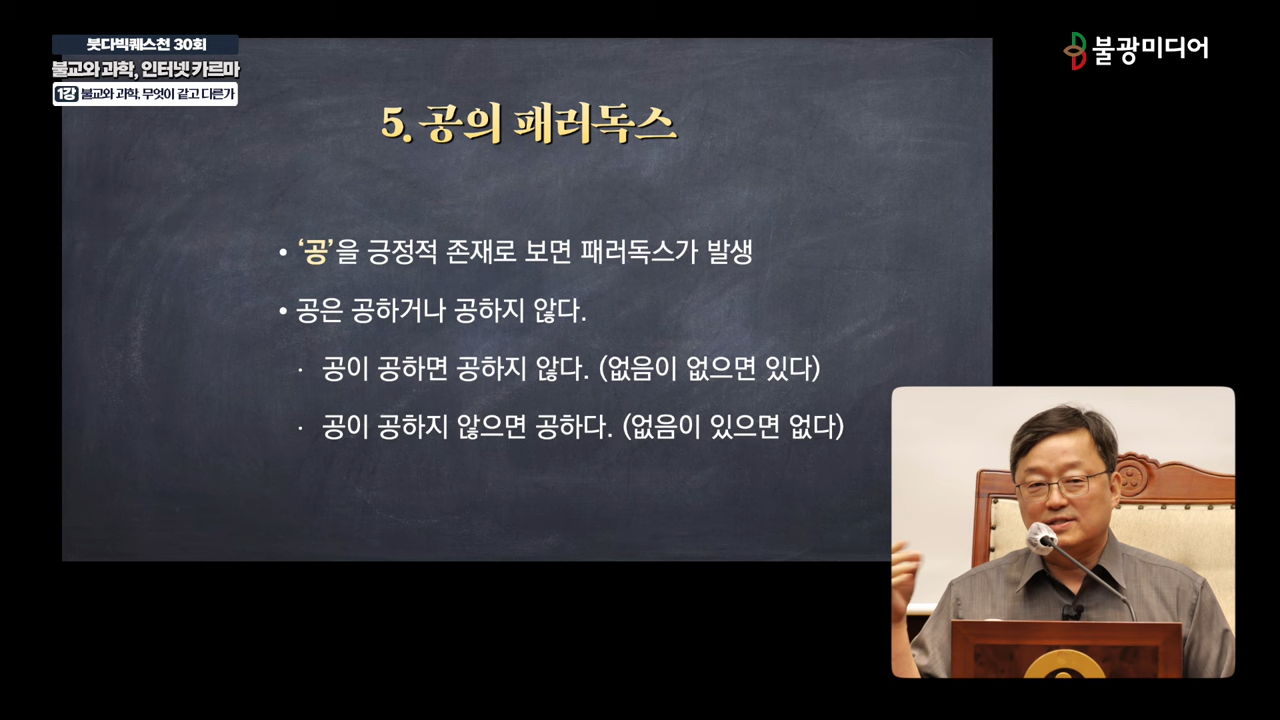 붓다빅퀘스천 30회
불교와 과학, 인터넷 카르마
1강 불교와 과학, 무엇이 같고 다른가
불광미디어
5. 공의 패러독스
• ‘공’을 긍정적 존재로 보면 패러독스가 발생
• 공은 공하거나 공하지 않다.
· 공이 공하면 공하지 않다. (없음이 없으면 있다)
· 공이 공하지 않으면 공하다. (없음이 있으면 없다)